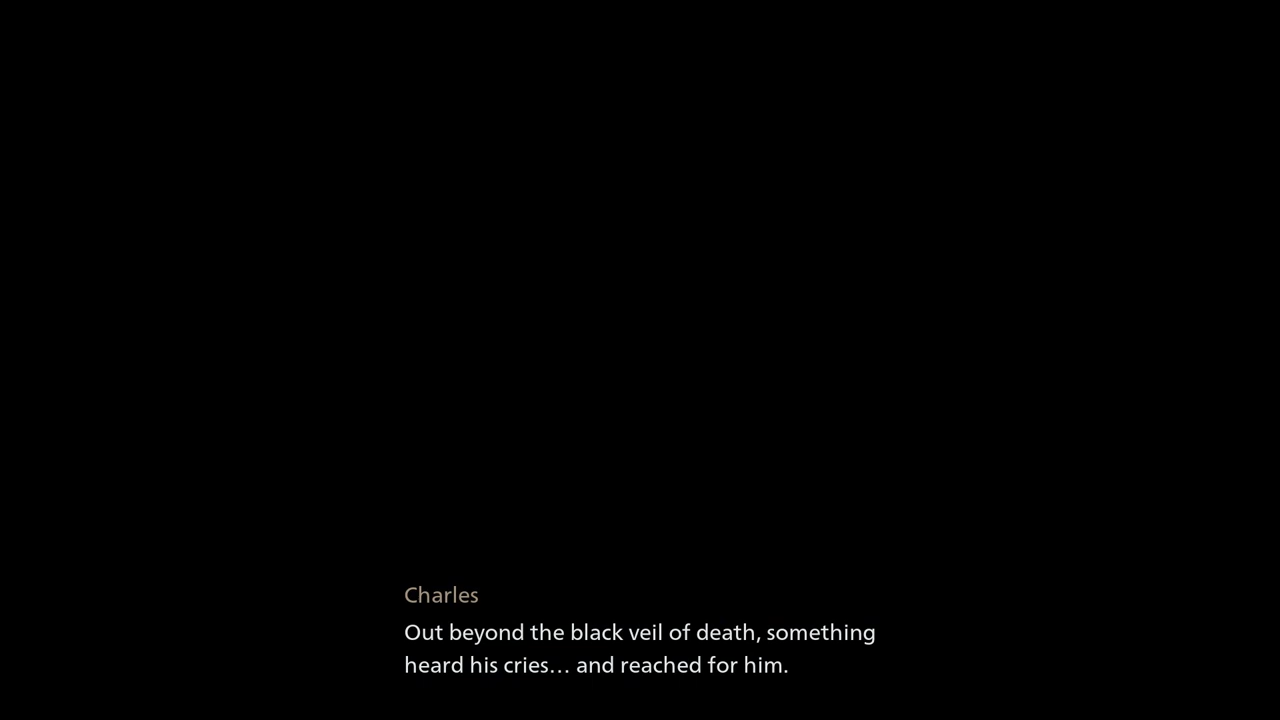 Charles
Out beyond the black veil of death, something
heard his cries… and reached for him.